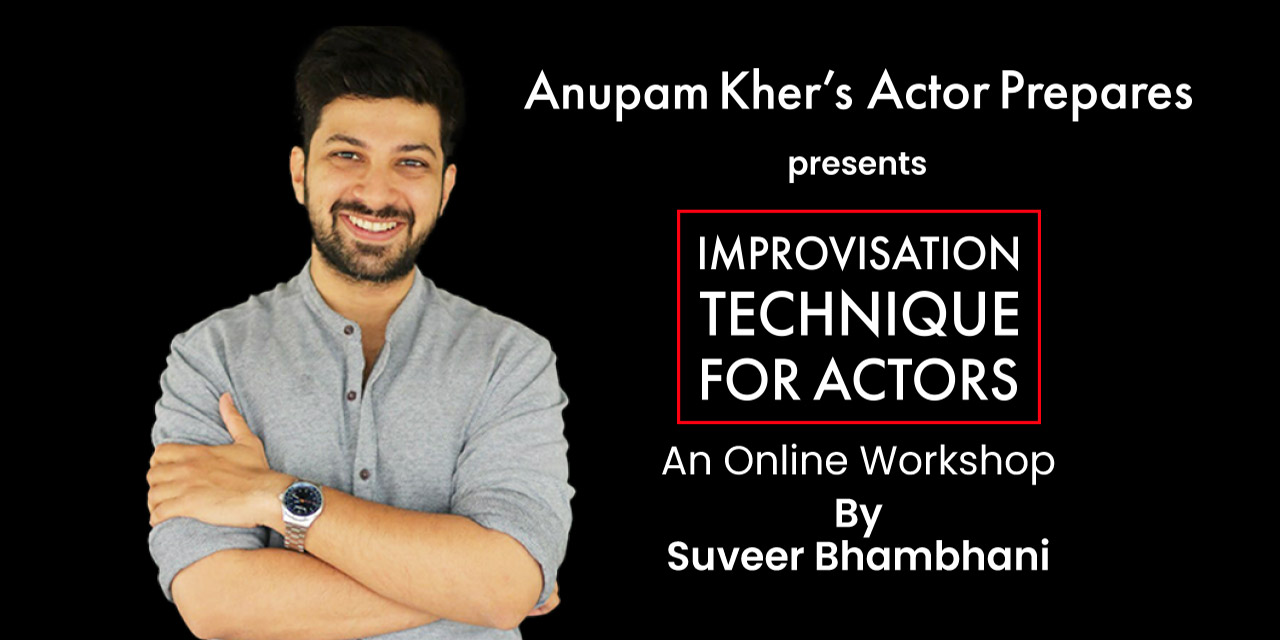 Anupam Kher’s Actor Prepares
presents
IMPROVISATION
TECHNIQUE
FOR ACTORS
An Online Workshop
By
Suveer Bhambhani